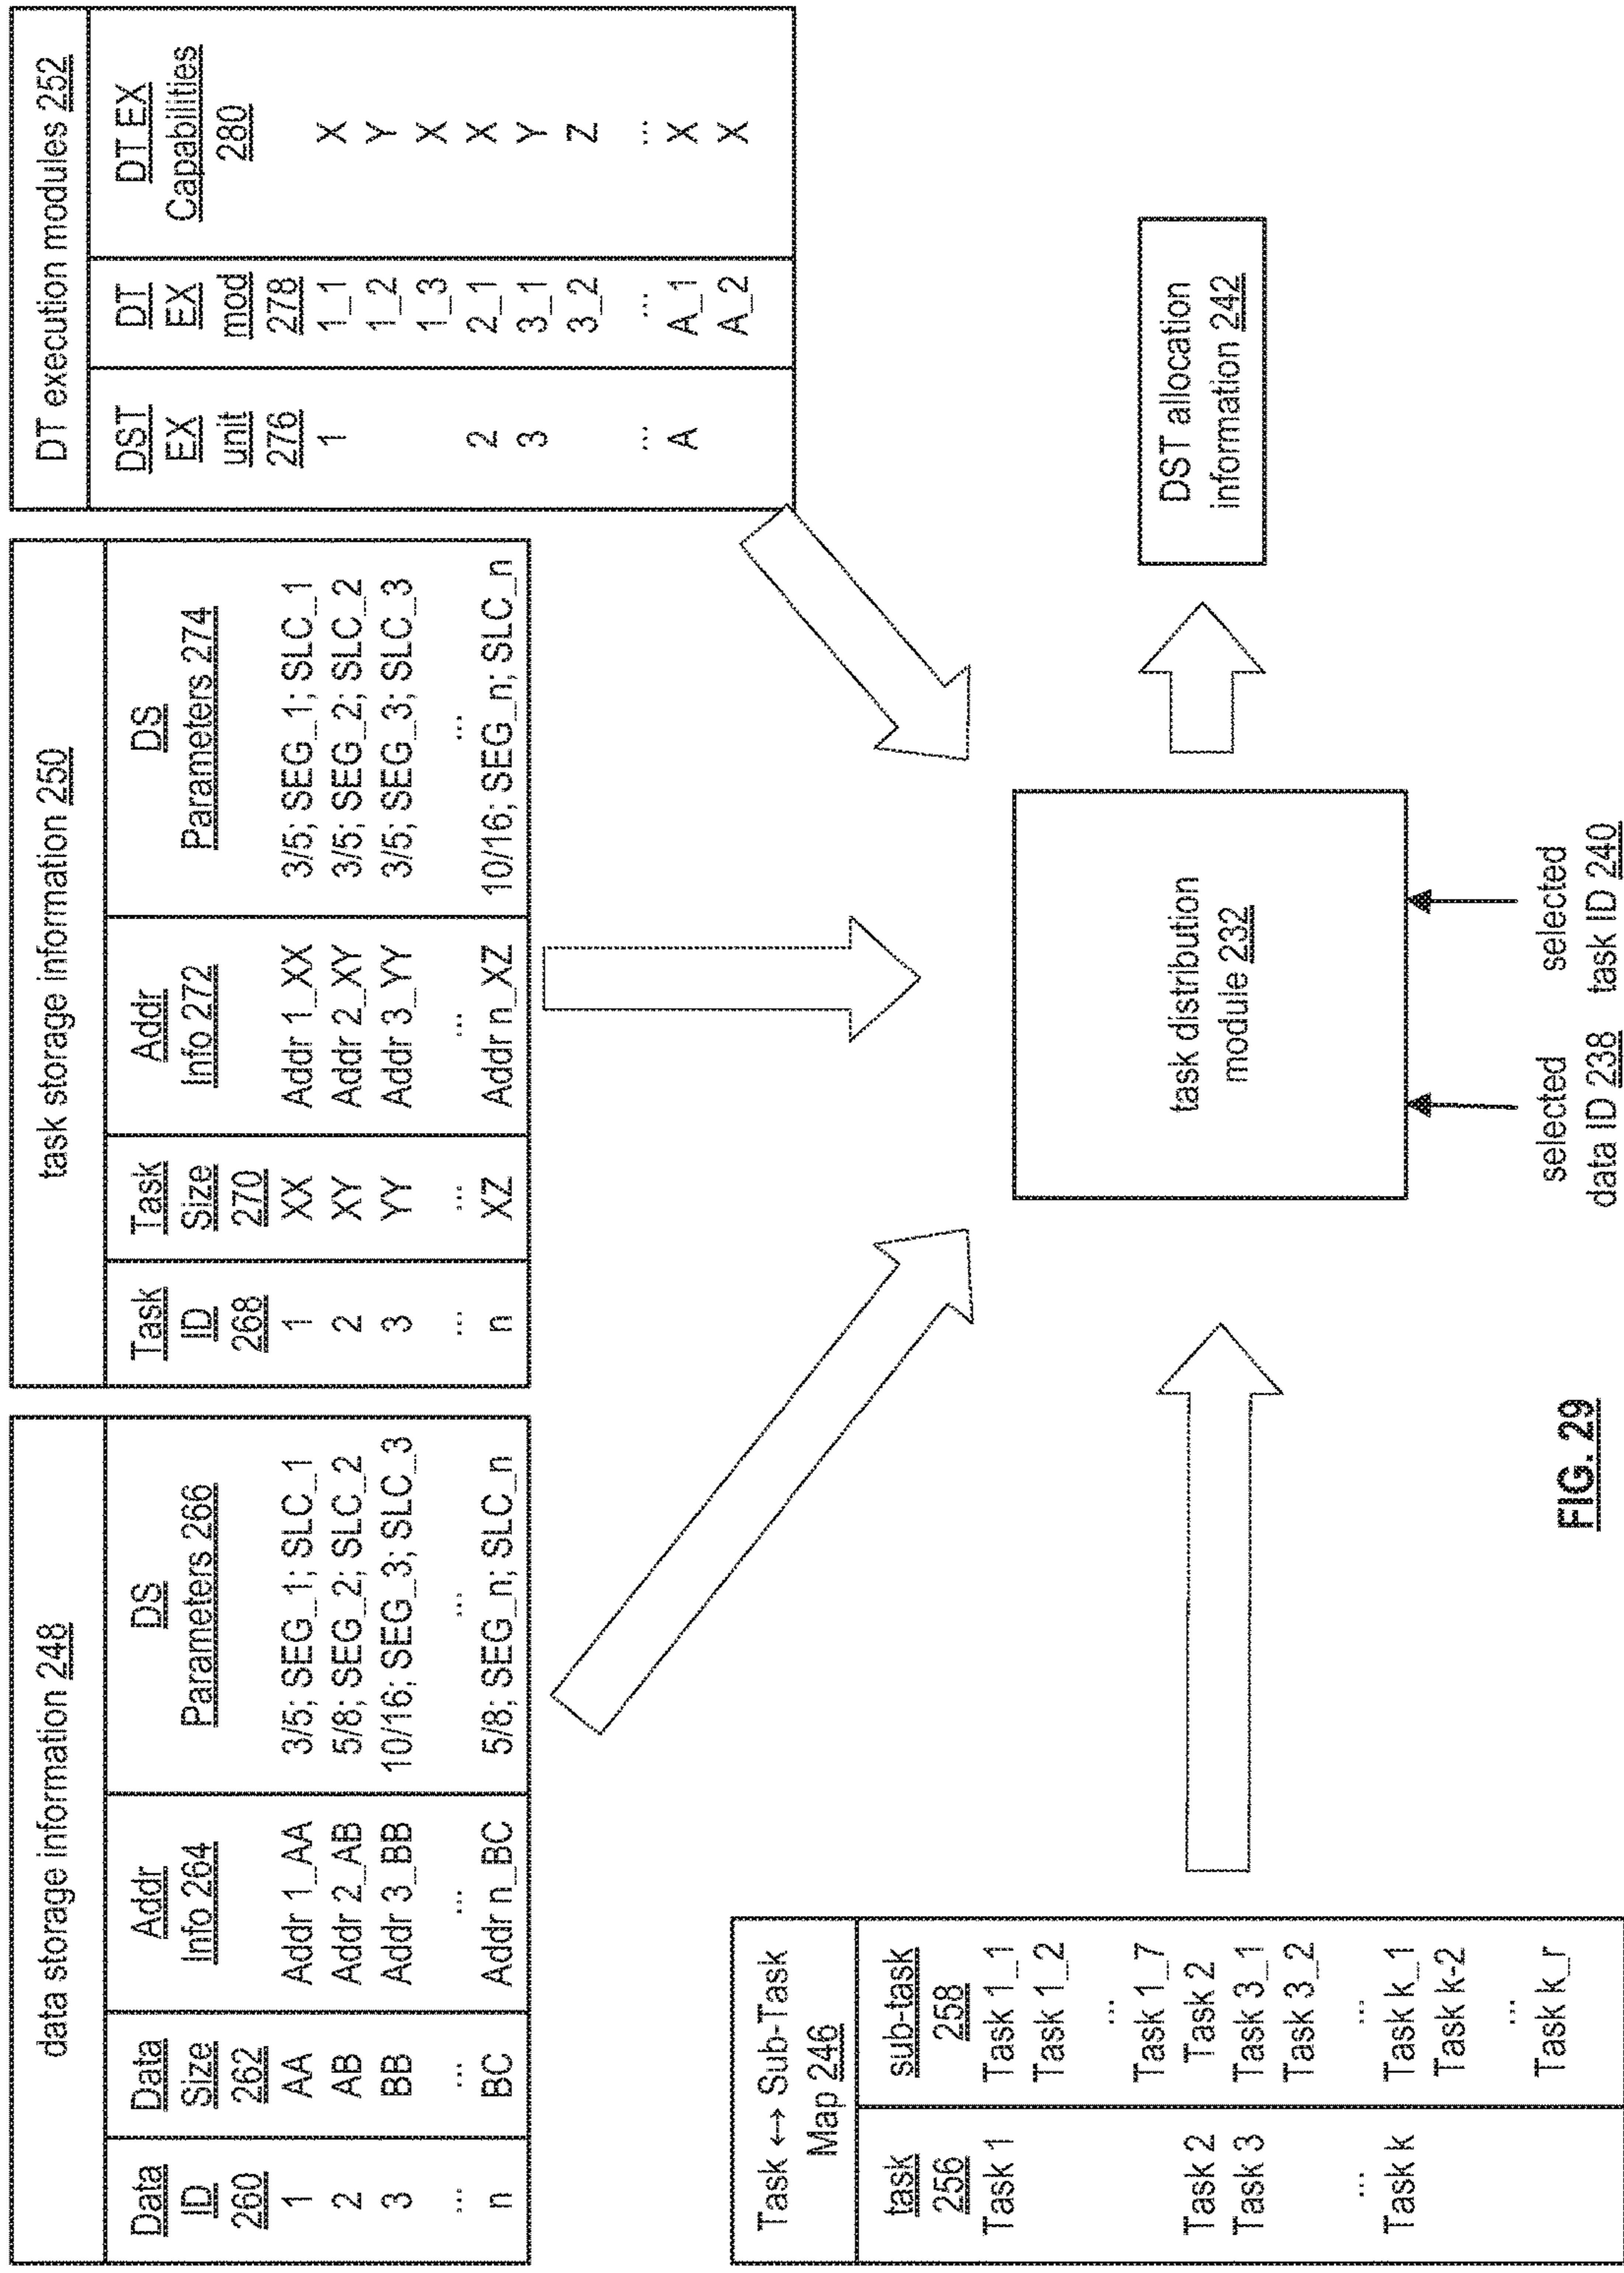 data storage information 248
Data ID 260 | Data Size 262 | Addr Info 264 | DS Parameters 266
1 | AA | Addr 1_AA | 3/5; SEG_1; SLC_1
2 | AB | Addr 2_AB | 5/8; SEG_2; SLC_2
3 | BB | Addr 3_BB | 10/16; SEG_3; SLC_3
... | ... | ... | ...
n | BC | Addr n_BC | 5/8; SEG_n; SLC_n
task storage information 250
Task ID 268 | Task Size 270 | Addr Info 272 | DS Parameters 274
1 | XX | Addr 1_XX | 3/5; SEG_1; SLC_1
2 | XY | Addr 2_XY | 3/5; SEG_2; SLC_2
3 | YY | Addr 3_YY | 3/5; SEG_3; SLC_3
... | ... | ... | ...
n | XZ | Addr n_XZ | 10/16; SEG_n; SLC_n
DT execution modules 252
DST EX unit 276 | DT EX mod 278 | DT EX Capabilities 280
1 | 1_1 | X
1_2 | Y
1_3 | X
2 | 2_1 | X
3 | 3_1 | Y
3_2 | Z
... | ... | ...
A | A_1 | X
A_2 | X
Task ↔ Sub-Task
Map 246
task 256 | sub-task 258
Task 1 | Task 1_1
Task 1_2
...
Task 1_7
Task 2 | Task 2
Task 3 | Task 3_1
Task 3_2
... | ...
Task k | Task k_1
Task k-2
...
Task k_r
task distribution
module 232
DST allocation
information 242
selected
data ID 238
selected
task ID 240
FIG. 29